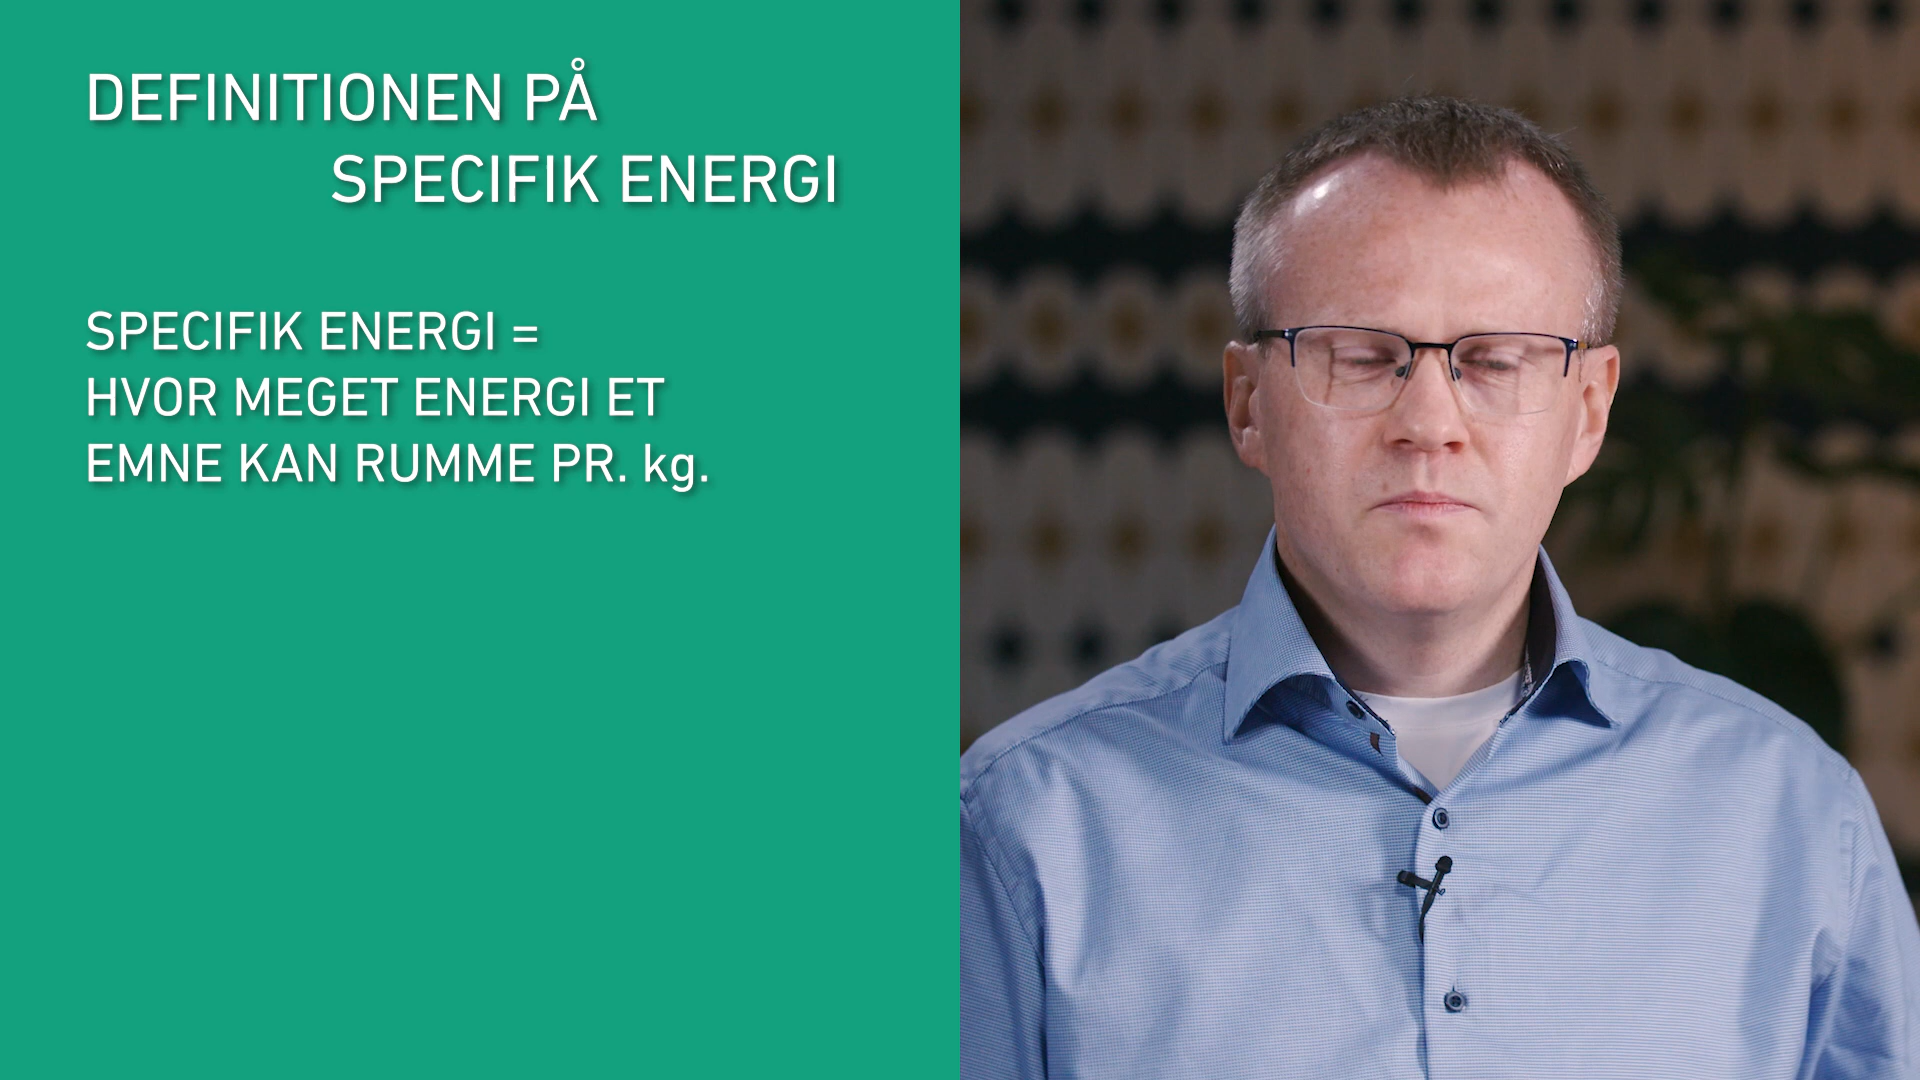 DEFINITIONEN PÅ
SPECIFIK ENERGI
SPECIFIK ENERGI =
HVOR MEGET ENERGI ET
EMNE KAN RUMME PR. kg.